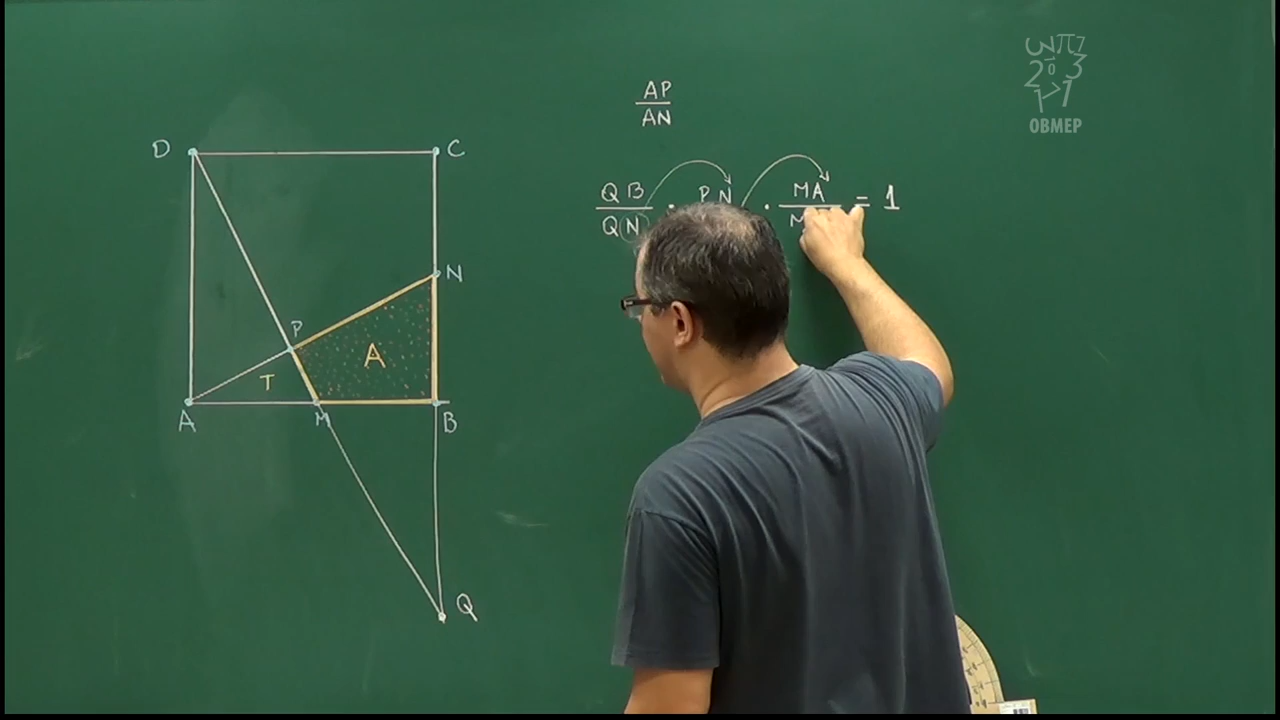 AP
AN
QB · PN · MA = 1
QN M
D C
N
P
A
T
A M B
Q
OBMEP